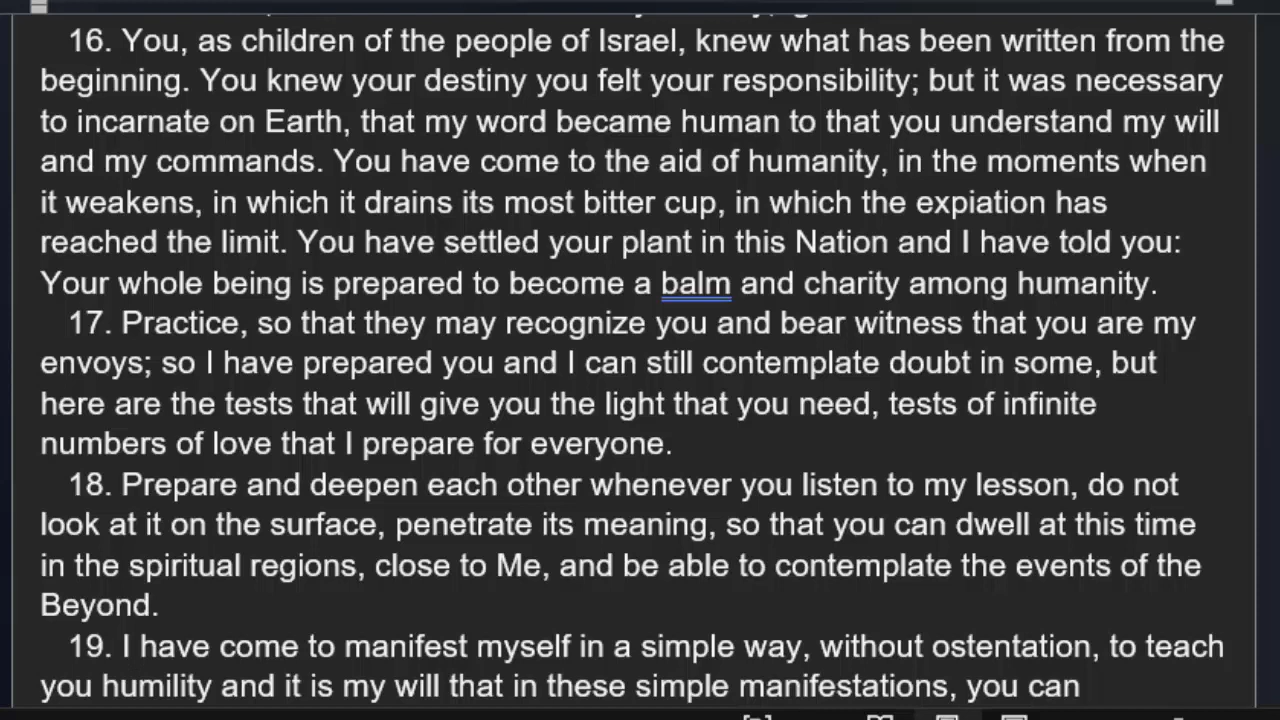 16. You, as children of the people of Israel, knew what has been written from the
beginning. You knew your destiny you felt your responsibility; but it was necessary
to incarnate on Earth, that my word became human to that you understand my will
and my commands. You have come to the aid of humanity, in the moments when
it weakens, in which it drains its most bitter cup, in which the expiation has
reached the limit. You have settled your plant in this Nation and I have told you:
Your whole being is prepared to become a balm and charity among humanity.
17. Practice, so that they may recognize you and bear witness that you are my
envoys; so I have prepared you and I can still contemplate doubt in some, but
here are the tests that will give you the light that you need, tests of infinite
numbers of love that I prepare for everyone.
18. Prepare and deepen each other whenever you listen to my lesson, do not
look at it on the surface, penetrate its meaning, so that you can dwell at this time
in the spiritual regions, close to Me, and be able to contemplate the events of the
Beyond.
19. I have come to manifest myself in a simple way, without ostentation, to teach
you humility and it is my will that in these simple manifestations, you can